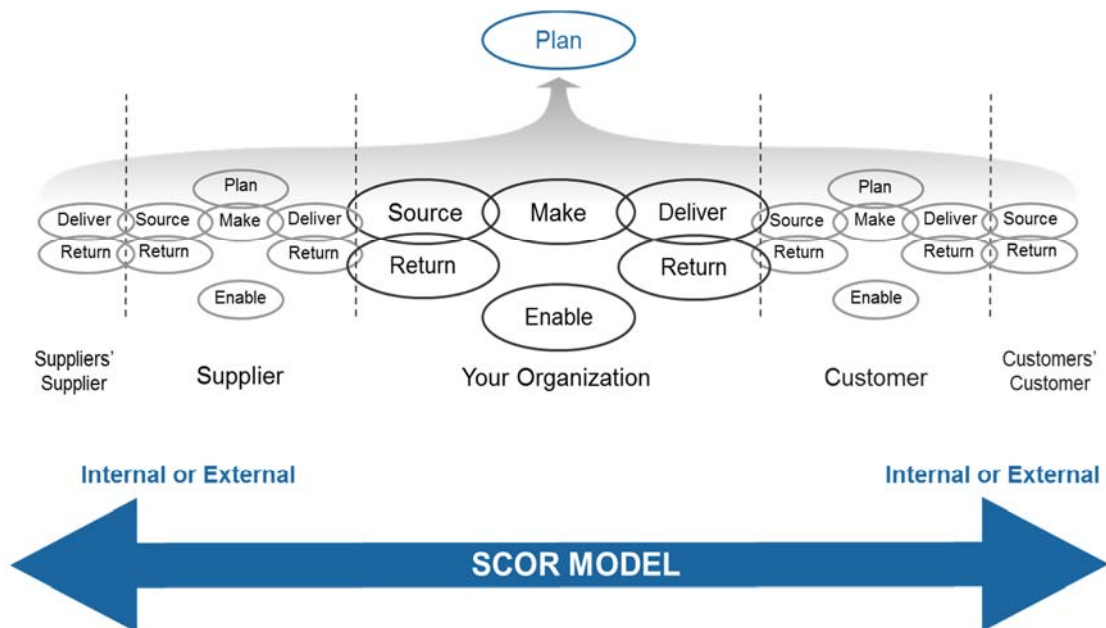 Plan
Plan
Plan
Deliver Source Make Deliver Source Make Deliver Source Make Deliver Source
Return Return Return Return Return Return Return Return
Enable Enable
Enable
Suppliers’
Supplier
Supplier
Your Organization
Customer
Customers’
Customer
Internal or External
Internal or External
SCOR MODEL